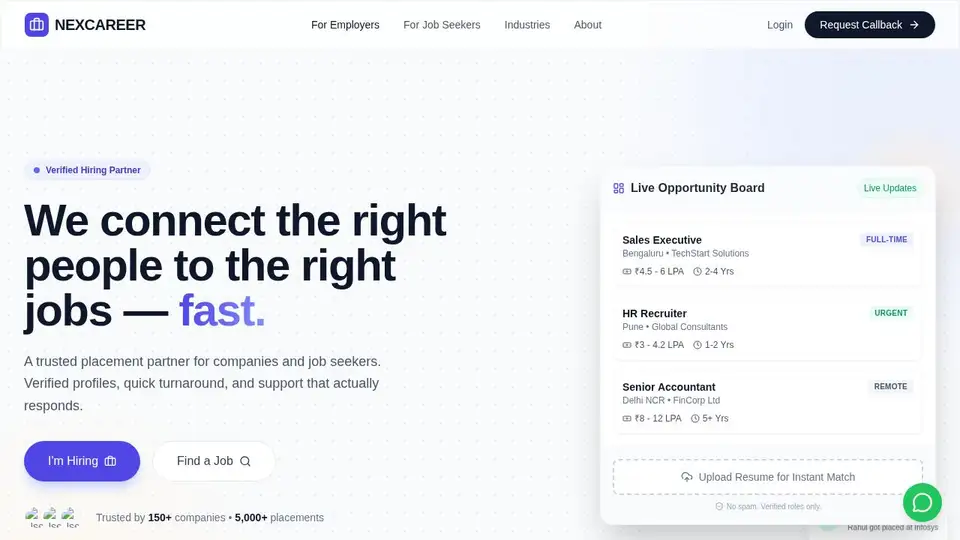 NEXCAREER
For Employers For Job Seekers Industries About
Login Request Callback
Verified Hiring Partner
We connect the right
people to the right
jobs — fast.
A trusted placement partner for companies and job seekers.
Verified profiles, quick turnaround, and support that actually
responds.
I'm Hiring Find a Job
Trusted by 150+ companies • 5,000+ placements
Live Opportunity Board Live Updates
Sales Executive FULL-TIME
Bengaluru • TechStart Solutions
₹4.5 - 6 LPA 2-4 Yrs
HR Recruiter URGENT
Pune • Global Consultants
₹3 - 4.2 LPA 1-2 Yrs
Senior Accountant REMOTE
Delhi NCR • FinCorp Ltd
₹8 - 12 LPA 5+ Yrs
Upload Resume for Instant Match
No spam. Verified roles only.
Rahul got placed at Infosys